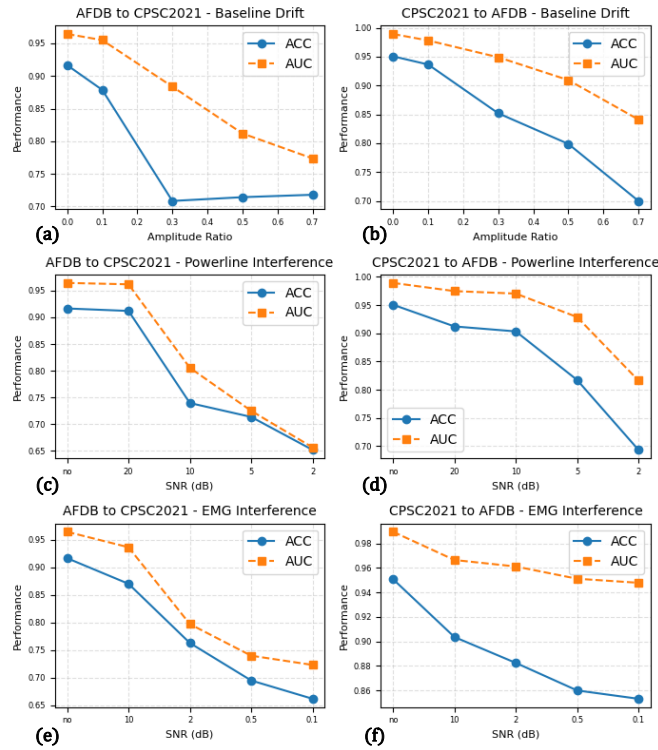 AFDB to CPSC2021 - Baseline Drift
ACC
AUC
Performance
0.95
0.90
0.85
0.80
0.75
0.70
0.0 0.1 0.2 0.3 0.4 0.5 0.6 0.7
Amplitude Ratio
(a)
CPSC2021 to AFDB - Baseline Drift
ACC
AUC
Performance
1.00
0.95
0.90
0.85
0.80
0.75
0.70
0.0 0.1 0.2 0.3 0.4 0.5 0.6 0.7
Amplitude Ratio
(b)
AFDB to CPSC2021 - Powerline Interference
ACC
AUC
Performance
0.95
0.90
0.85
0.80
0.75
0.70
0.65
no 20 10 5 2
SNR (dB)
(c)
CPSC2021 to AFDB - Powerline Interference
ACC
AUC
Performance
1.00
0.95
0.90
0.85
0.80
0.75
0.70
no 20 10 5 2
SNR (dB)
(d)
AFDB to CPSC2021 - EMG Interference
ACC
AUC
Performance
0.95
0.90
0.85
0.80
0.75
0.70
0.65
no 10 2 0.5 0.1
SNR (dB)
(e)
CPSC2021 to AFDB - EMG Interference
ACC
AUC
Performance
0.98
0.96
0.94
0.92
0.90
0.88
0.86
no 10 2 0.5 0.1
SNR (dB)
(f)